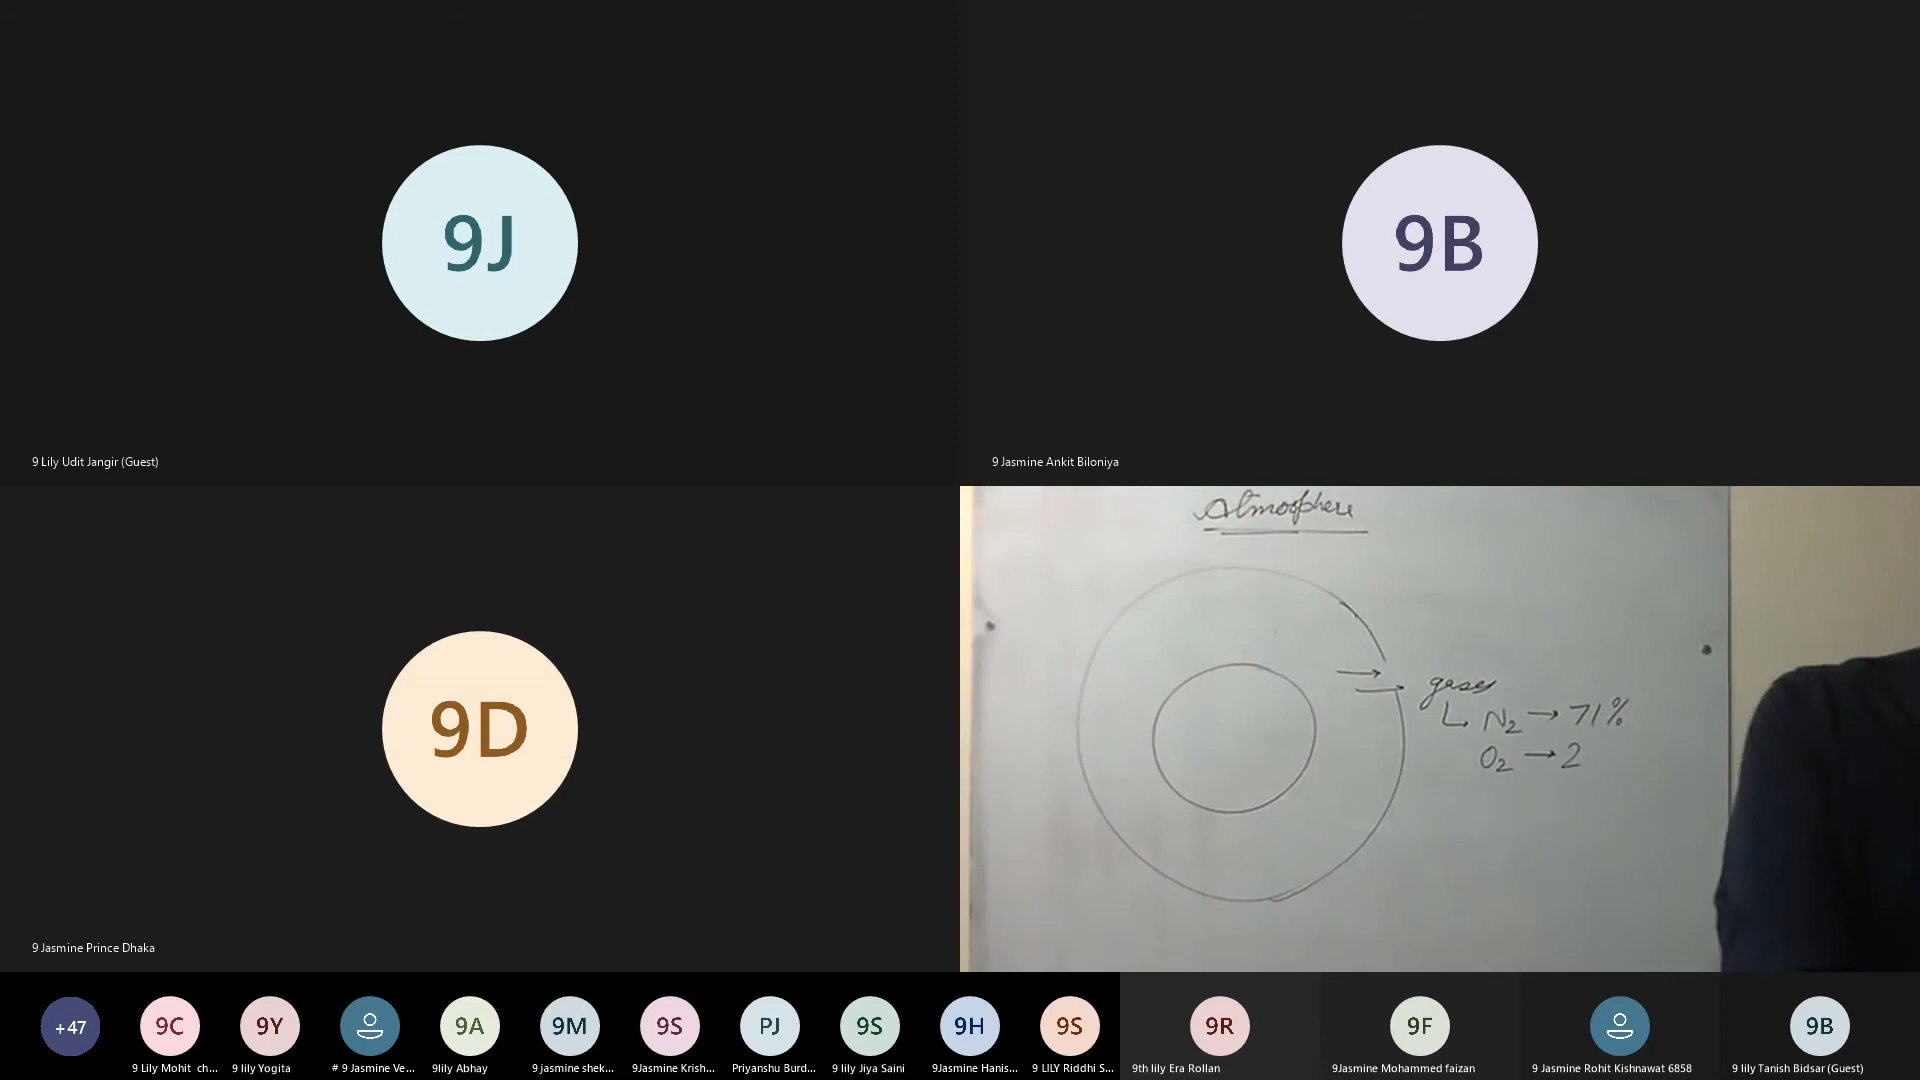 9J
9 Lily Udit Jangir (Guest)
9B
9 Jasmine Ankit Biloniya
9D
9 Jasmine Prince Dhaka
Atmosphere
gases
N₂ → 71%
O₂ → 2
+47
9C
9 Lily Mohit ch...
9Y
9 lily Yogita
# 9 Jasmine Ve...
9A
9lily Abhay
9M
9 jasmine shek...
9S
9Jasmine Krish...
PJ
Priyanshu Burd...
9S
9 lily Jiya Saini
9H
9Jasmine Hanis...
9S
9 LILY Riddhi S...
9R
9th lily Era Rollan
9F
9Jasmine Mohammed faizan
9 Jasmine Rohit Kishnawat 6858
9B
9 lily Tanish Bidsar (Guest)